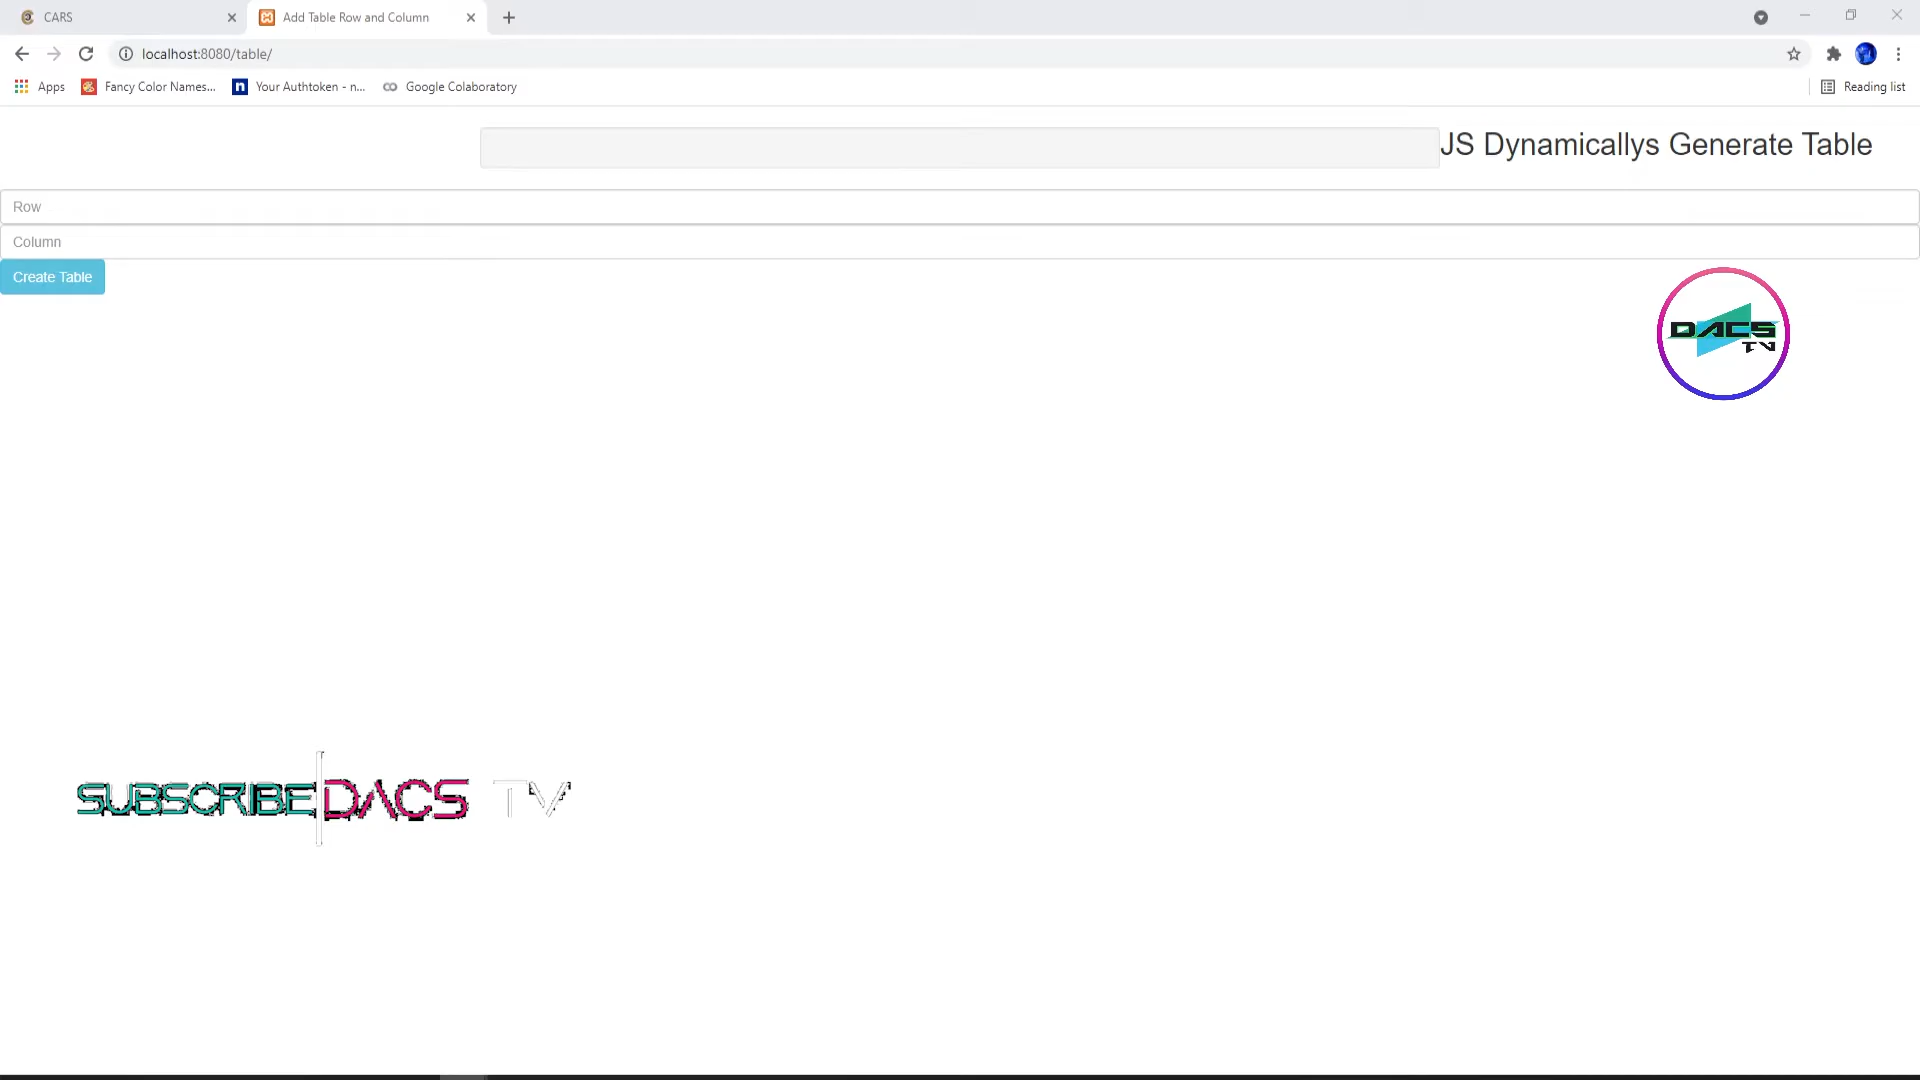 CARS
Add Table Row and Column
localhost:8080/table/
Apps
Fancy Color Names...
Your Authtoken - n...
Google Colaboratory
Reading list
JS Dynamicallys Generate Table
Row
Column
Create Table
DACS
TV
SUBSCRIBE DACS TV